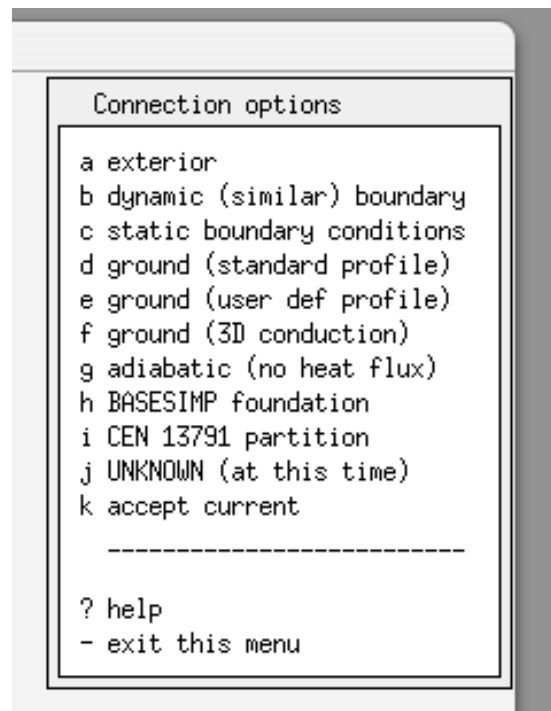 Connection options
a exterior
b dynamic (similar) boundary
c static boundary conditions
d ground (standard profile)
e ground (user def profile)
f ground (3D conduction)
g adiabatic (no heat flux)
h BASESIMP foundation
i CEN 13791 partition
j UNKNOWN (at this time)
k accept current
--------------------------
? help
- exit this menu